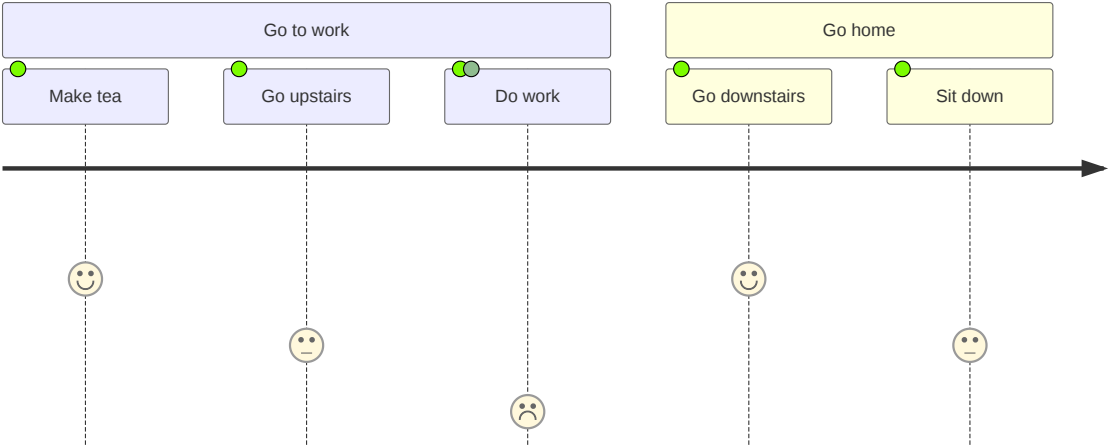 Go to work
Go home
Make tea
Go upstairs
Do work
Go downstairs
Sit down